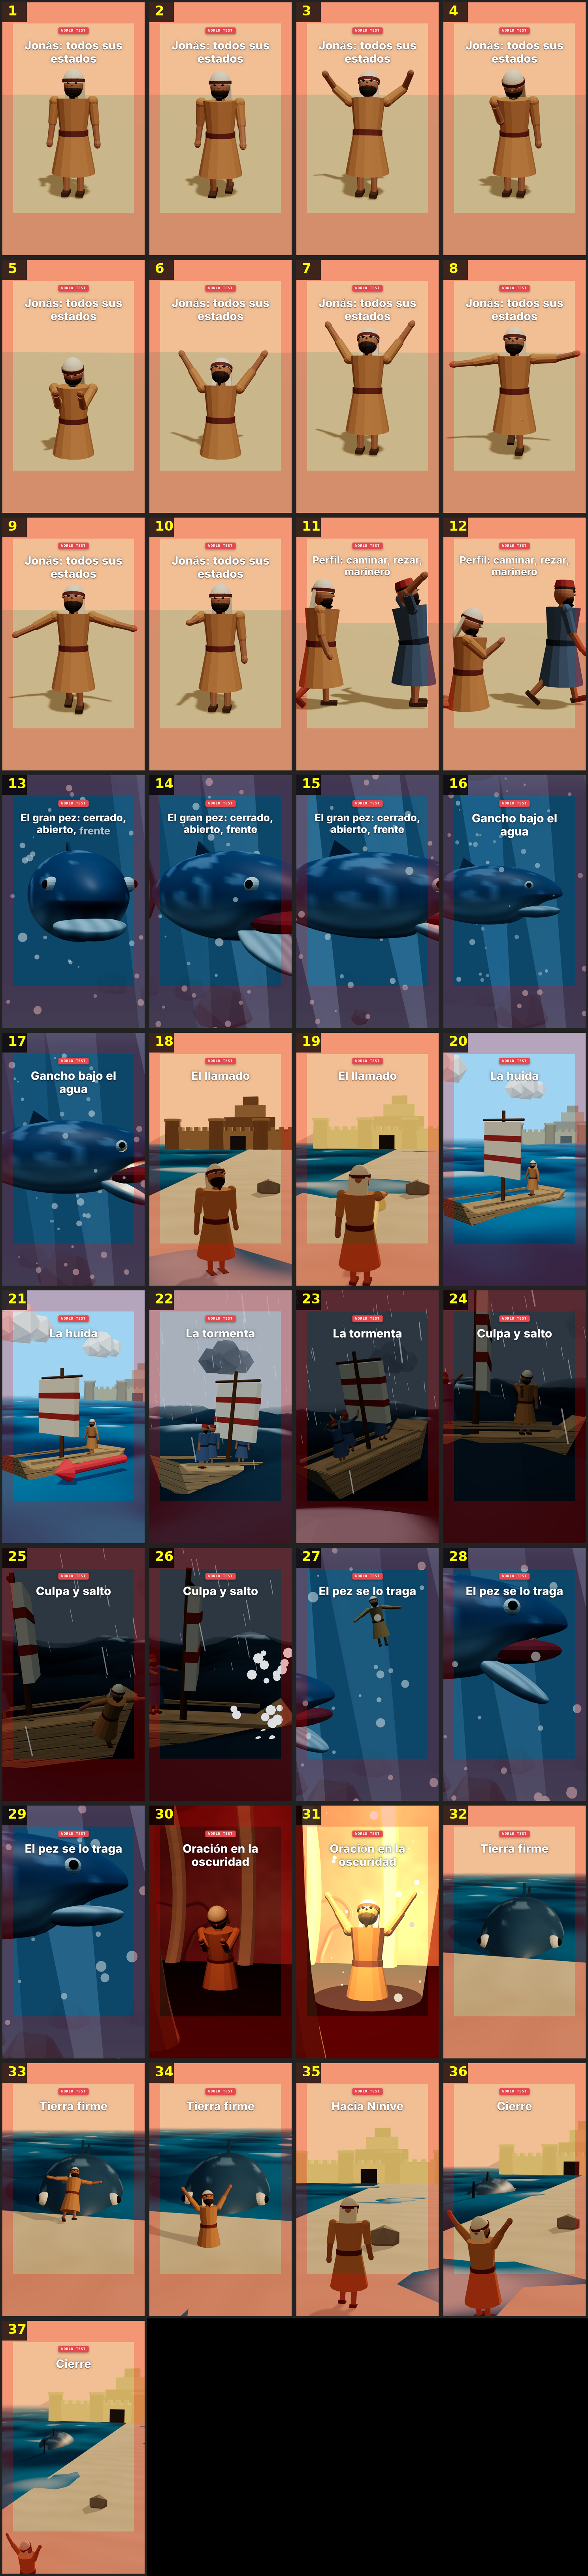 1
WORLD TEST
Jonás: todos sus
estados
2
WORLD TEST
Jonás: todos sus
estados
3
WORLD TEST
Jonás: todos sus
estados
4
WORLD TEST
Jonás: todos sus
estados
5
WORLD TEST
Jonás: todos sus
estados
6
WORLD TEST
Jonás: todos sus
estados
7
WORLD TEST
Jonás: todos sus
estados
8
WORLD TEST
Jonás: todos sus
estados
9
WORLD TEST
Jonás: todos sus
estados
10
WORLD TEST
Jonás: todos sus
estados
11
WORLD TEST
Perfil: caminar, rezar,
marinero
12
WORLD TEST
Perfil: caminar, rezar,
marinero
13
WORLD TEST
El gran pez: cerrado,
abierto, frente
14
WORLD TEST
El gran pez: cerrado,
abierto, frente
15
WORLD TEST
El gran pez: cerrado,
abierto, frente
16
WORLD TEST
Gancho bajo el
agua
17
WORLD TEST
Gancho bajo el
agua
18
WORLD TEST
El llamado
19
WORLD TEST
El llamado
20
WORLD TEST
La huida
21
WORLD TEST
La huida
22
WORLD TEST
La tormenta
23
WORLD TEST
La tormenta
24
WORLD TEST
Culpa y salto
25
WORLD TEST
Culpa y salto
26
WORLD TEST
Culpa y salto
27
WORLD TEST
El pez se lo traga
28
WORLD TEST
El pez se lo traga
29
WORLD TEST
El pez se lo traga
30
WORLD TEST
Oración en la
oscuridad
31
WORLD TEST
Oración en la
oscuridad
32
WORLD TEST
Tierra firme
33
WORLD TEST
Tierra firme
34
WORLD TEST
Tierra firme
35
WORLD TEST
Hacia Nínive
36
WORLD TEST
Cierre
37
WORLD TEST
Cierre